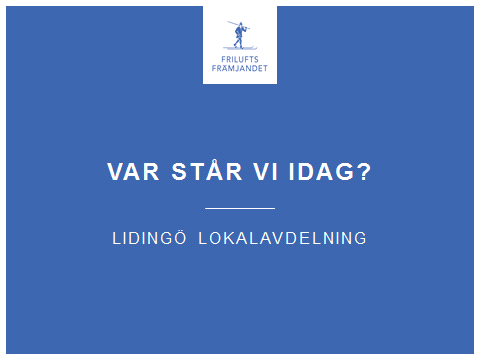 FRILUFTS
FRÄMJANDET
VAR STÅR VI IDAG?
LIDINGÖ LOKALAVDELNING